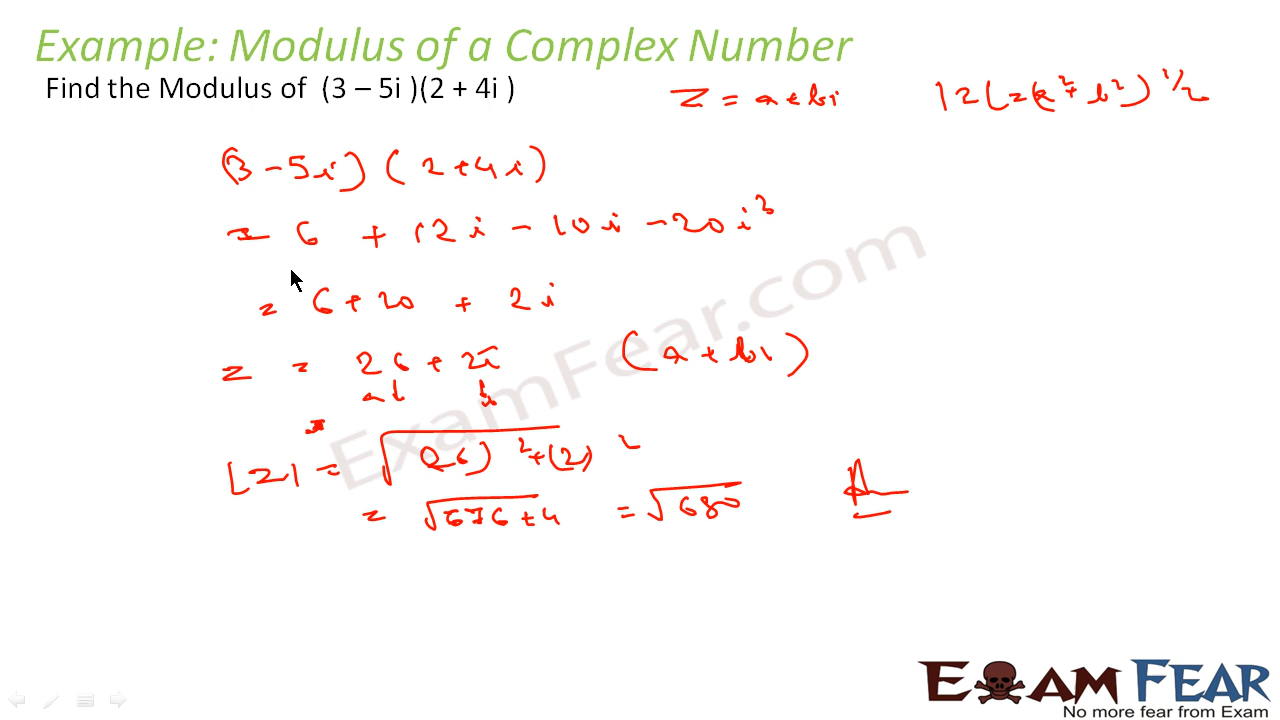 Example: Modulus of a Complex Number
Find the Modulus of (3 – 5i )(2 + 4i )
Z = a + bi |Z| = (a² + b²)^1/2
(3 - 5i) (2 + 4i)
= 6 + 12i - 10i - 20i³
= 6 + 20 + 2i
Z = 26 + 2i (a + bi)
a b
|Z| = √(26)² + (2)²
= √676 + 4 = √680
ExamFear.com
EXAM FEAR
No more fear from Exam